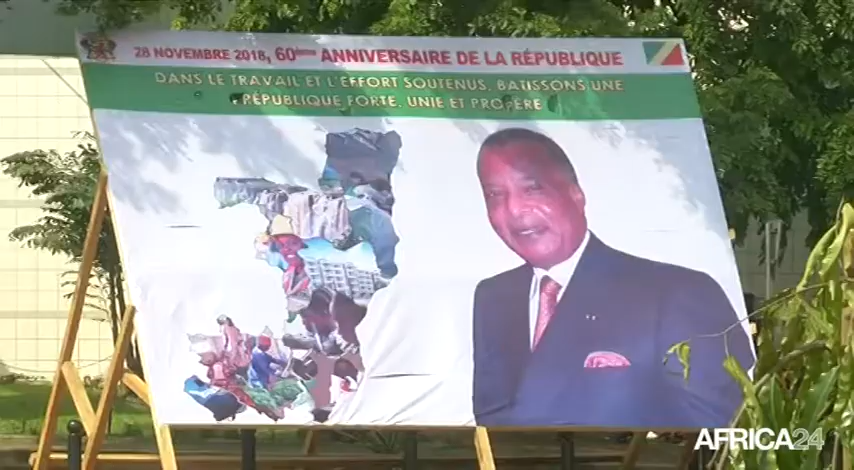 28 NOVEMBRE 2018, 60ème ANNIVERSAIRE DE LA RÉPUBLIQUE
DANS LE TRAVAIL ET L'EFFORT SOUTENUS, BATISSONS UNE
RÉPUBLIQUE FORTE, UNIE ET PROPÈRE
AFRICA24